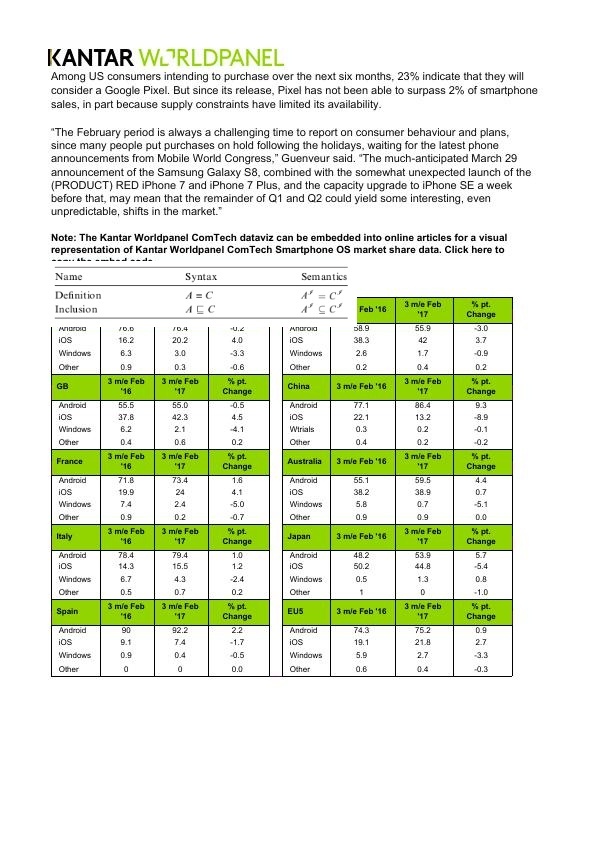 KANTAR WORLDPANEL
Among US consumers intending to purchase over the next six months, 23% indicate that they will
consider a Google Pixel. But since its release, Pixel has not been able to surpass 2% of smartphone
sales, in part because supply constraints have limited its availability.
“The February period is always a challenging time to report on consumer behaviour and plans,
since many people put purchases on hold following the holidays, waiting for the latest phone
announcements from Mobile World Congress,” Guenveur said. “The much-anticipated March 29
announcement of the Samsung Galaxy S8, combined with the somewhat unexpected launch of the
(PRODUCT) RED iPhone 7 and iPhone 7 Plus, and the capacity upgrade to iPhone SE a week
before that, may mean that the remainder of Q1 and Q2 could yield some interesting, even
unpredictable, shifts in the market.”
Note: The Kantar Worldpanel ComTech dataviz can be embedded into online articles for a visual
representation of Kantar Worldpanel ComTech Smartphone OS market share data. Click here to
Name Syntax Semantics
Definition A = C A^ℐ = C^ℐ
Inclusion A ⊑ C A^ℐ ⊆ C^ℐ
Feb '16 3 m/e Feb '17 % pt. Change
Android 76.6 76.4 -0.2 Android 58.9 55.9 -3.0
iOS 16.2 20.2 4.0 iOS 38.3 42 3.7
Windows 6.3 3.0 -3.3 Windows 2.6 1.7 -0.9
Other 0.9 0.3 -0.6 Other 0.2 0.4 0.2
GB 3 m/e Feb '16 3 m/e Feb '17 % pt. Change China 3 m/e Feb '16 3 m/e Feb '17 % pt. Change
Android 55.5 55.0 -0.5 Android 77.1 86.4 9.3
iOS 37.8 42.3 4.5 iOS 22.1 13.2 -8.9
Windows 6.2 2.1 -4.1 Wtrials 0.3 0.2 -0.1
Other 0.4 0.6 0.2 Other 0.4 0.2 -0.2
France 3 m/e Feb '16 3 m/e Feb '17 % pt. Change Australia 3 m/e Feb '16 3 m/e Feb '17 % pt. Change
Android 71.8 73.4 1.6 Android 55.1 59.5 4.4
iOS 19.9 24 4.1 iOS 38.2 38.9 0.7
Windows 7.4 2.4 -5.0 Windows 5.8 0.7 -5.1
Other 0.9 0.2 -0.7 Other 0.9 0.9 0.0
Italy 3 m/e Feb '16 3 m/e Feb '17 % pt. Change Japan 3 m/e Feb '16 3 m/e Feb '17 % pt. Change
Android 78.4 79.4 1.0 Android 48.2 53.9 5.7
iOS 14.3 15.5 1.2 iOS 50.2 44.8 -5.4
Windows 6.7 4.3 -2.4 Windows 0.5 1.3 0.8
Other 0.5 0.7 0.2 Other 1 0 -1.0
Spain 3 m/e Feb '16 3 m/e Feb '17 % pt. Change EU5 3 m/e Feb '16 3 m/e Feb '17 % pt. Change
Android 90 92.2 2.2 Android 74.3 75.2 0.9
iOS 9.1 7.4 -1.7 iOS 19.1 21.8 2.7
Windows 0.9 0.4 -0.5 Windows 5.9 2.7 -3.3
Other 0 0 0.0 Other 0.6 0.4 -0.3